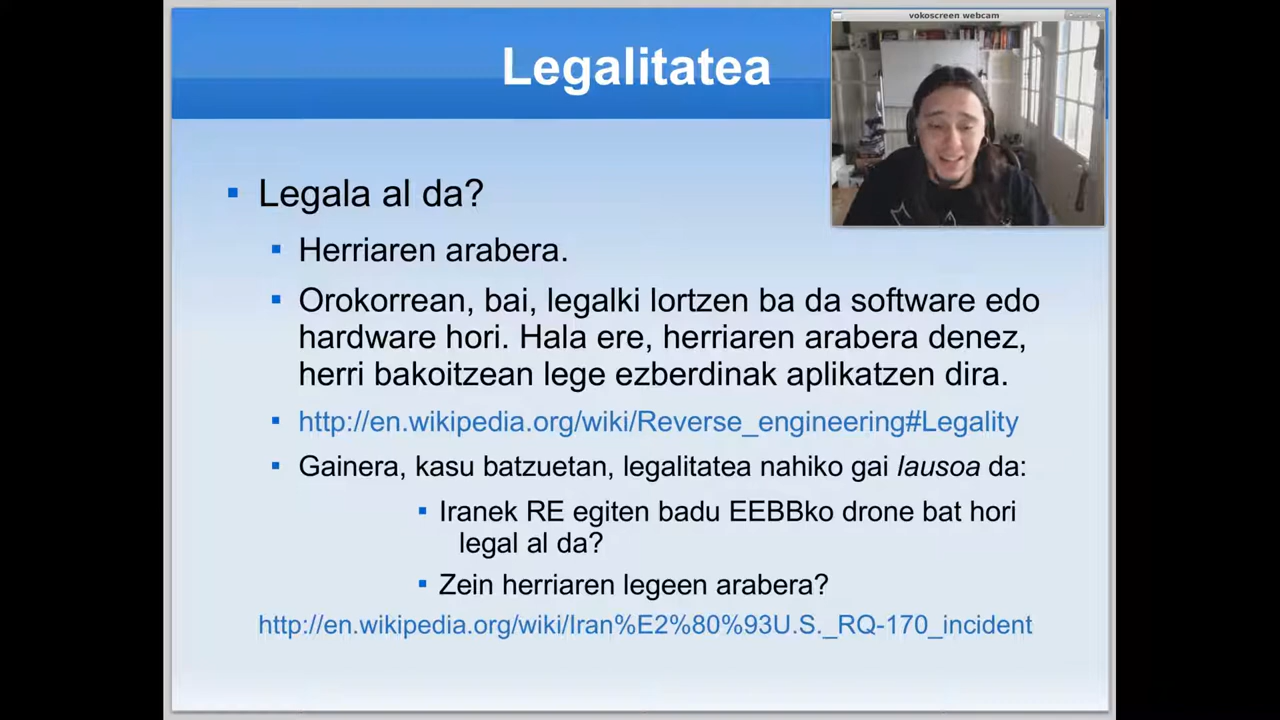 vokoscreen webcam
Legalitatea
Legala al da?
Herriaren arabera.
Orokorrean, bai, legalki lortzen ba da software edo
hardware hori. Hala ere, herriaren arabera denez,
herri bakoitzean lege ezberdinak aplikatzen dira.
http://en.wikipedia.org/wiki/Reverse_engineering#Legality
Gainera, kasu batzuetan, legalitatea nahiko gai lausoa da:
Iranek RE egiten badu EEBBko drone bat hori
legal al da?
Zein herriaren legeen arabera?
http://en.wikipedia.org/wiki/Iran%E2%80%93U.S._RQ-170_incident